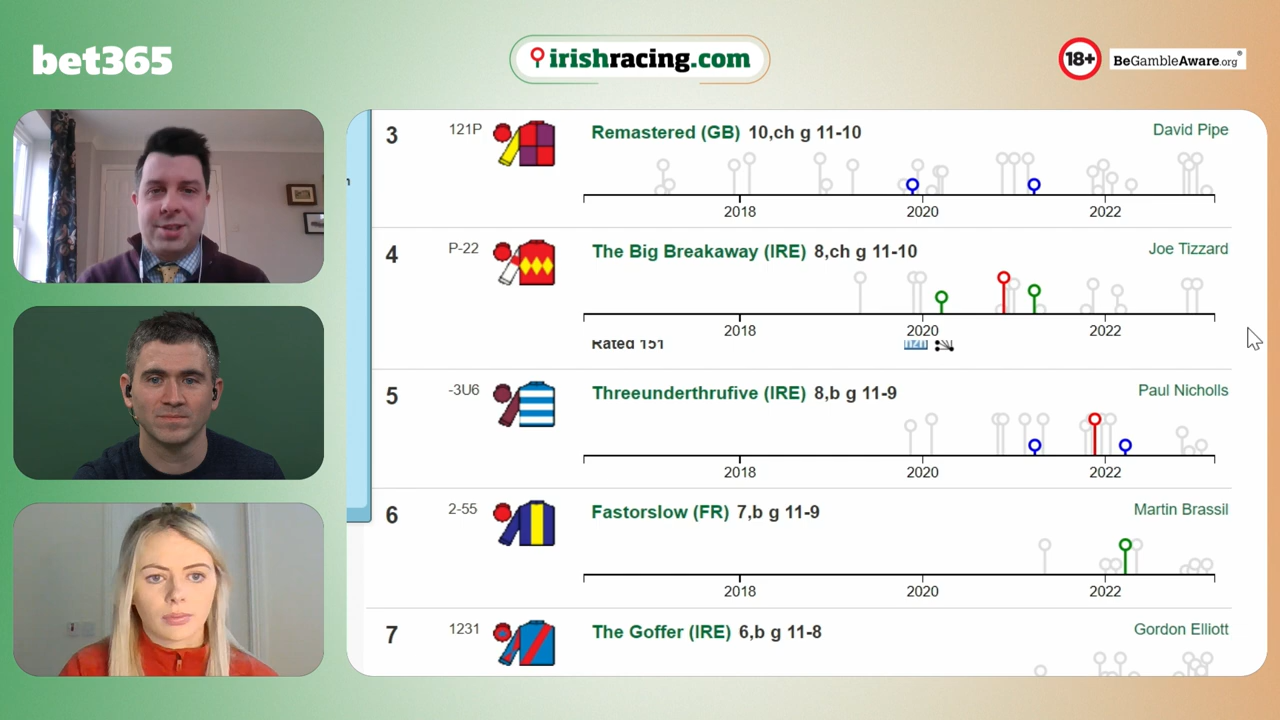 bet365
irishracing.com
18+
BeGambleAware.org®
3
121P
Remastered (GB) 10,ch g 11-10
David Pipe
2018
2020
2022
4
P-22
The Big Breakaway (IRE) 8,ch g 11-10
Joe Tizzard
2018
2020
2022
Rated 151
5
-3U6
Threeunderthrufive (IRE) 8,b g 11-9
Paul Nicholls
2018
2020
2022
6
2-55
Fastorslow (FR) 7,b g 11-9
Martin Brassil
2018
2020
2022
7
1231
The Goffer (IRE) 6,b g 11-8
Gordon Elliott